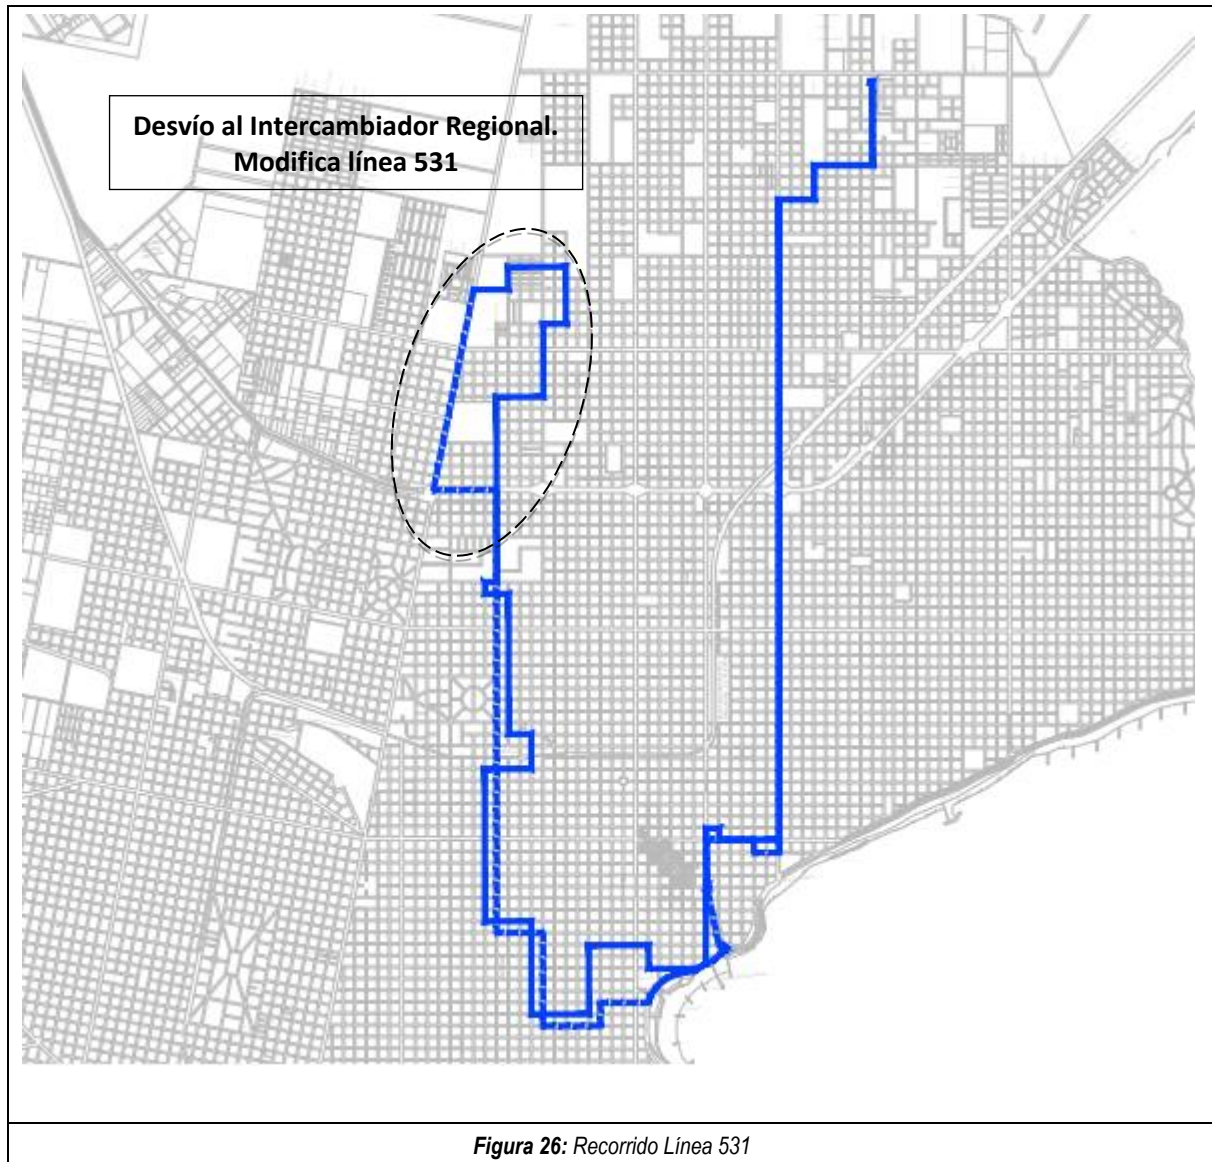 Desvío al Intercambiador Regional.
Modifica línea 531
Figura 26: Recorrido Línea 531